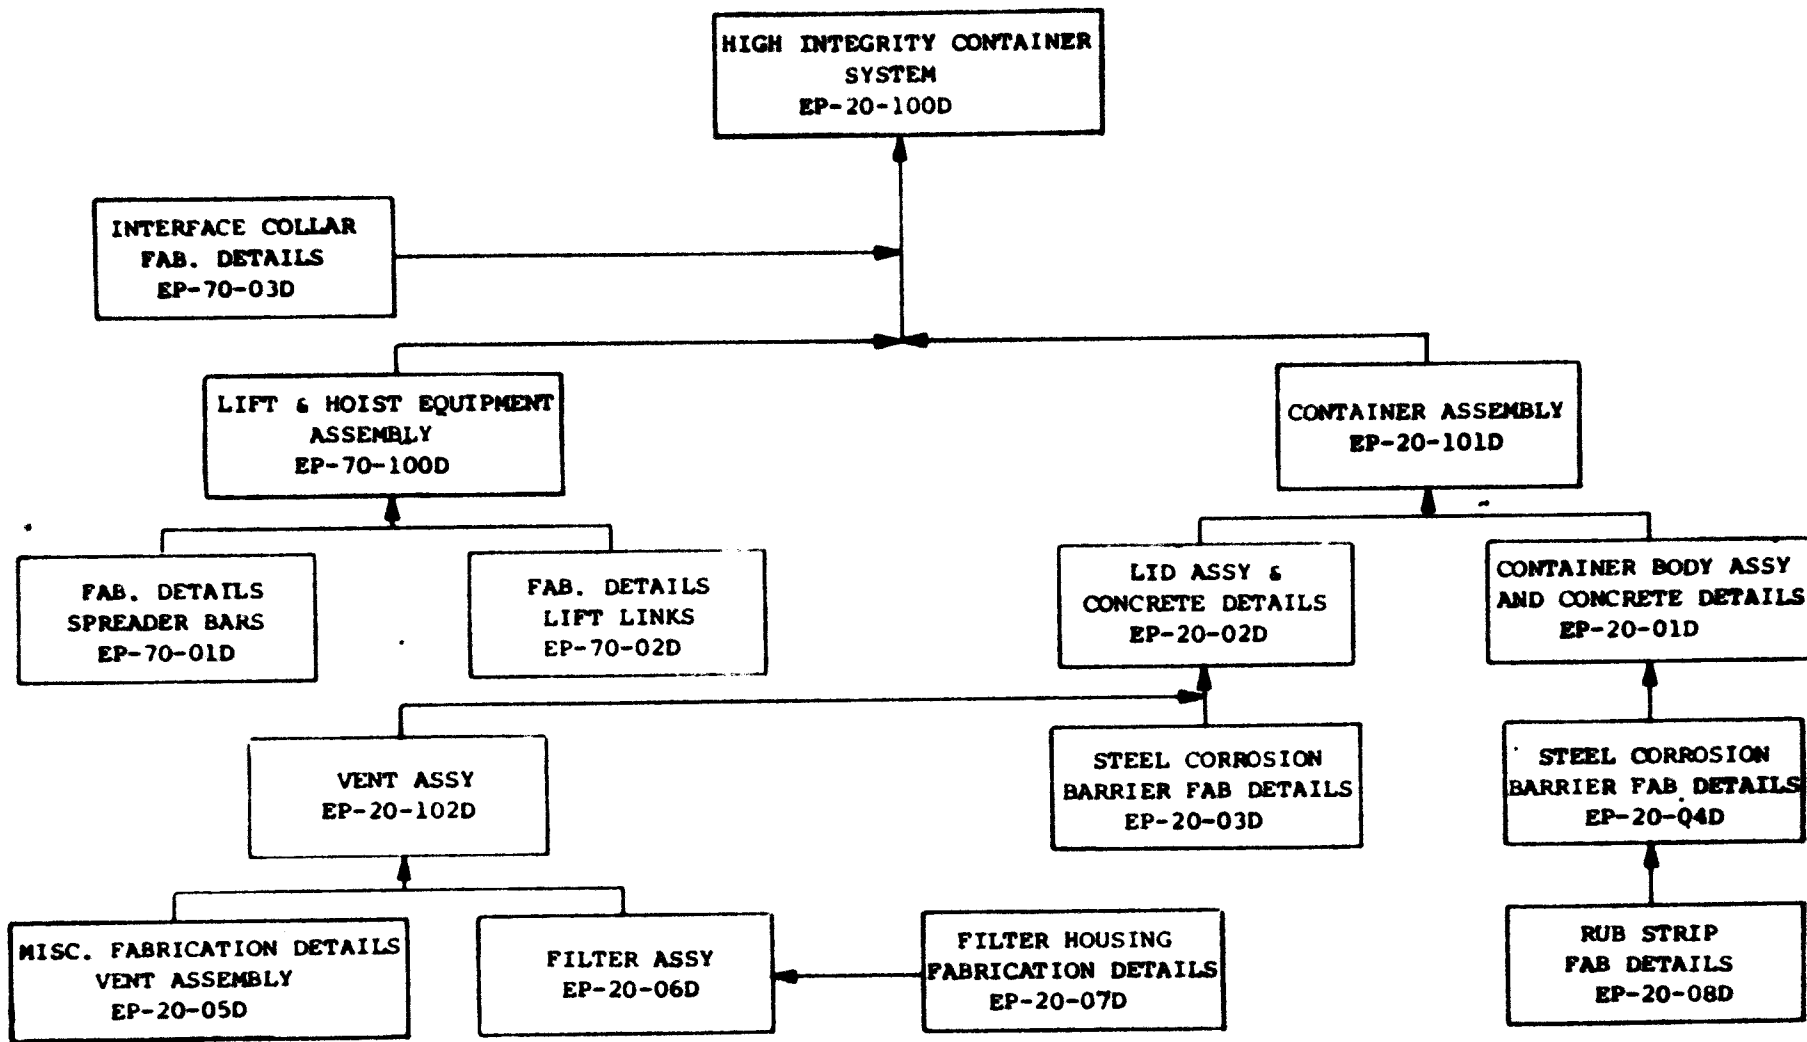 HIGH INTEGRITY CONTAINER
SYSTEM
EP-20-100D
INTERFACE COLLAR
FAB. DETAILS
EP-70-03D
LIFT & HOIST EQUIPMENT
ASSEMBLY
EP-70-100D
CONTAINER ASSEMBLY
EP-20-101D
FAB. DETAILS
SPREADER BARS
EP-70-01D
FAB. DETAILS
LIFT LINKS
EP-70-02D
LID ASSY &
CONCRETE DETAILS
EP-20-02D
CONTAINER BODY ASSY
AND CONCRETE DETAILS
EP-20-01D
VENT ASSY
EP-20-102D
STEEL CORROSION
BARRIER FAB DETAILS
EP-20-03D
STEEL CORROSION
BARRIER FAB DETAILS
EP-20-04D
MISC. FABRICATION DETAILS
VENT ASSEMBLY
EP-20-05D
FILTER ASSY
EP-20-06D
FILTER HOUSING
FABRICATION DETAILS
EP-20-07D
RUB STRIP
FAB DETAILS
EP-20-08D